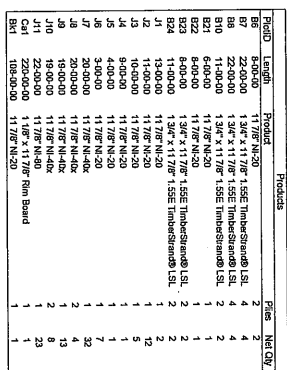 Products
PlotID Length Product Plies Net Qty
B6 8-00-00 11 7/8" NI-20 2 2
B7 22-00-00 1 3/4" x 11 7/8" 1.55E TimberStrand® LSL 4 4
B8 22-00-00 1 3/4" x 11 7/8" 1.55E TimberStrand® LSL 4 4
B10 11-00-00 1 3/4" x 11 7/8" 1.55E TimberStrand® LSL 2 2
B21 6-00-00 11 7/8" NI-20 1 1
B22 8-00-00 11 7/8" NI-20 1 1
B23 8-00-00 1 3/4" x 11 7/8" 1.55E TimberStrand® LSL 2 2
B24 11-00-00 1 3/4" x 11 7/8" 1.55E TimberStrand® LSL 2 2
J1 13-00-00 11 7/8" NI-20 1 2
J2 11-00-00 11 7/8" NI-20 1 12
J3 10-00-00 11 7/8" NI-20 1 5
J4 9-00-00 11 7/8" NI-20 1 1
J5 4-00-00 11 7/8" NI-20 1 1
J6 3-00-00 11 7/8" NI-20 1 7
J7 20-00-00 11 7/8" NI-40x 1 32
J8 20-00-00 11 7/8" NI-40x 2 4
J9 19-00-00 11 7/8" NI-40x 1 13
J10 19-00-00 11 7/8" NI-40x 2 8
J11 22-00-00 11 7/8" NI-80 1 23
Ca1 220-00-00 1 1/8" x 11 7/8" Rim Board 1 1
Bk1 108-00-00 11 7/8" NI-20 1 1